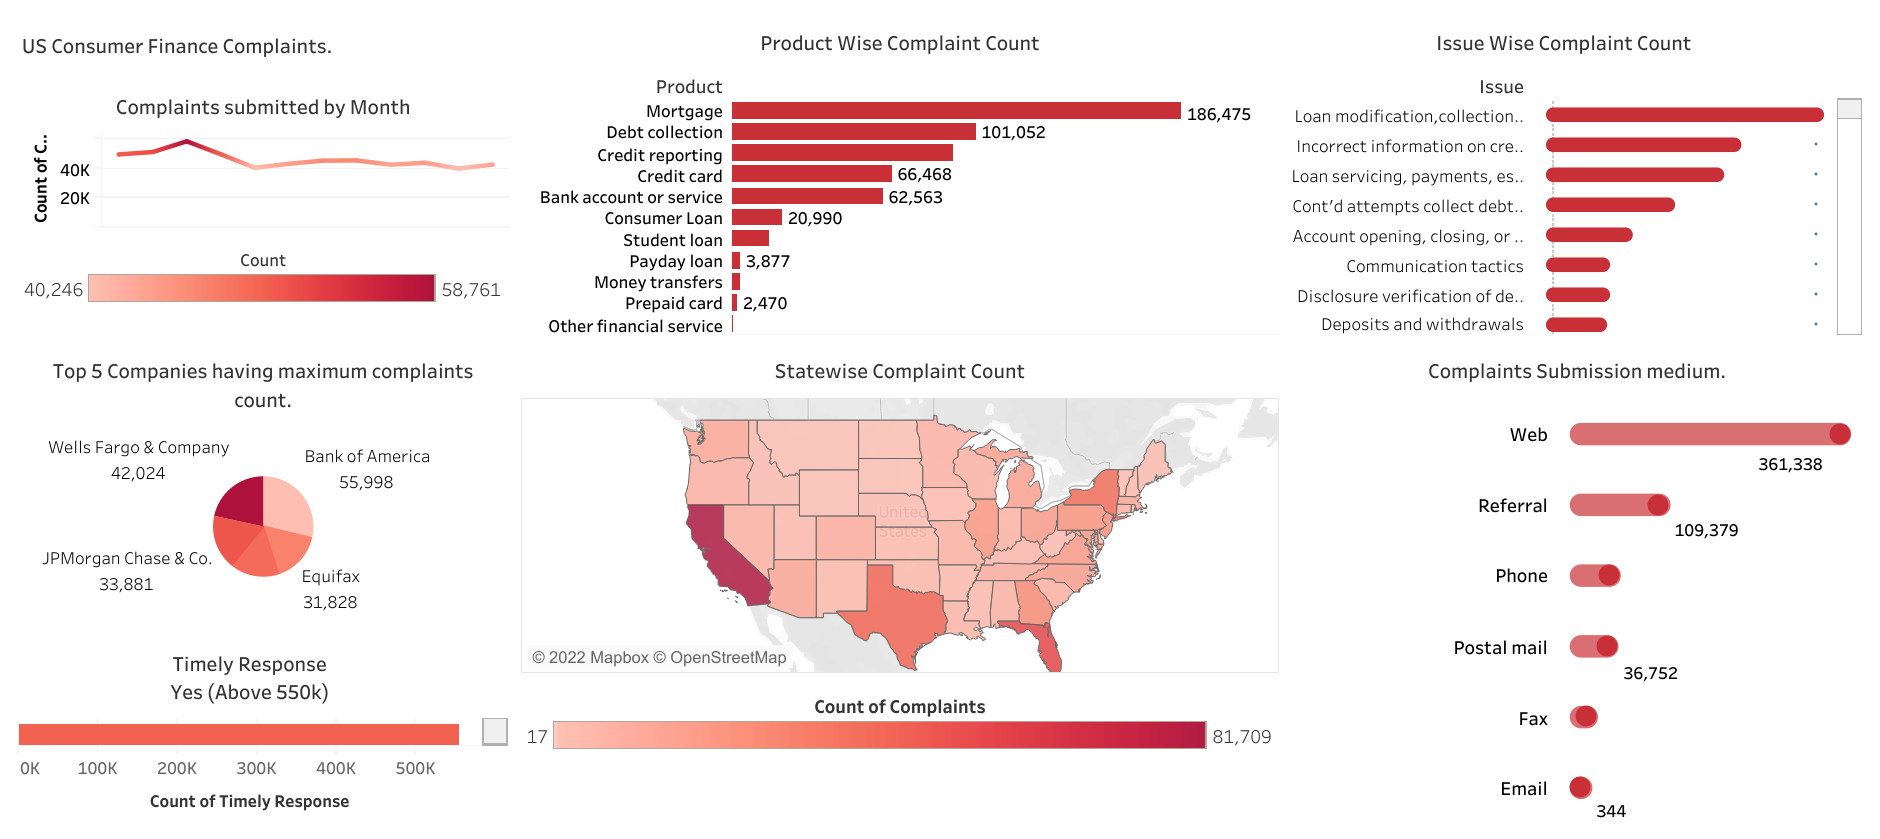 US Consumer Finance Complaints.
Complaints submitted by Month
Count of C..
40K
20K
Count
40,246
58,761
Product Wise Complaint Count
Product
Mortgage
186,475
Debt collection
101,052
Credit reporting
Credit card
66,468
Bank account or service
62,563
Consumer Loan
20,990
Student loan
Payday loan
3,877
Money transfers
Prepaid card
2,470
Other financial service
Issue Wise Complaint Count
Issue
Loan modification,collection..
Incorrect information on cre..
Loan servicing, payments, es..
Cont’d attempts collect debt..
Account opening, closing, or ..
Communication tactics
Disclosure verification of de..
Deposits and withdrawals
Top 5 Companies having maximum complaints
count.
Wells Fargo & Company
42,024
Bank of America
55,998
JPMorgan Chase & Co.
33,881
Equifax
31,828
Timely Response
Yes (Above 550k)
0K
100K
200K
300K
400K
500K
Count of Timely Response
Statewise Complaint Count
United
States
© 2022 Mapbox © OpenStreetMap
Count of Complaints
17
81,709
Complaints Submission medium.
Web
361,338
Referral
109,379
Phone
Postal mail
36,752
Fax
Email
344